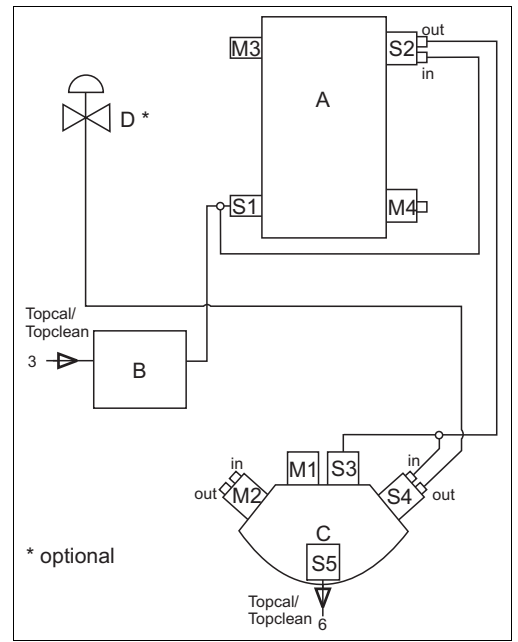 out
M3
S2
in
A
D *
S1
M4
Topcal/
Topclean
3
B
in
M1
S3
in
out
M2
S4
out
C
* optional
S5
Topcal/
Topclean
6